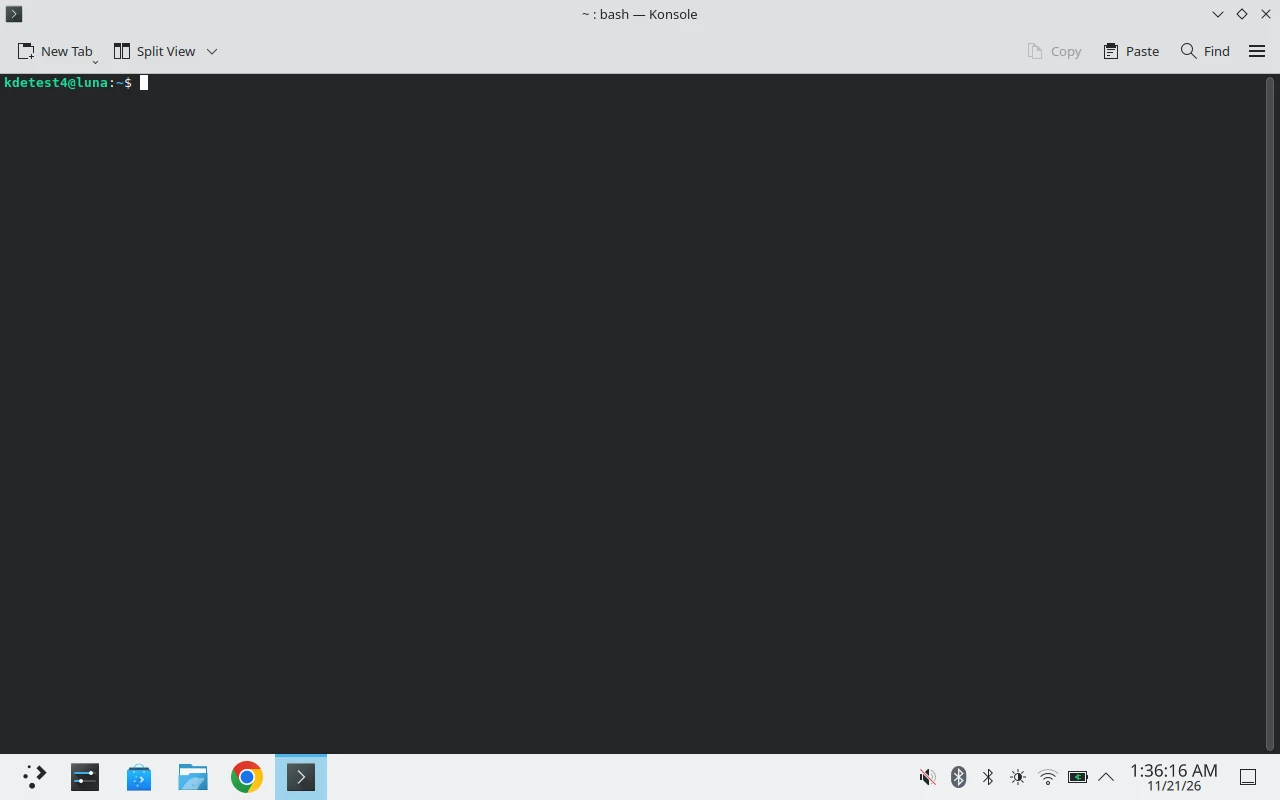 ~ : bash — Konsole
New Tab
Split View
Copy
Paste
Find
kdetest4@luna:~$
1:36:16 AM
11/21/26